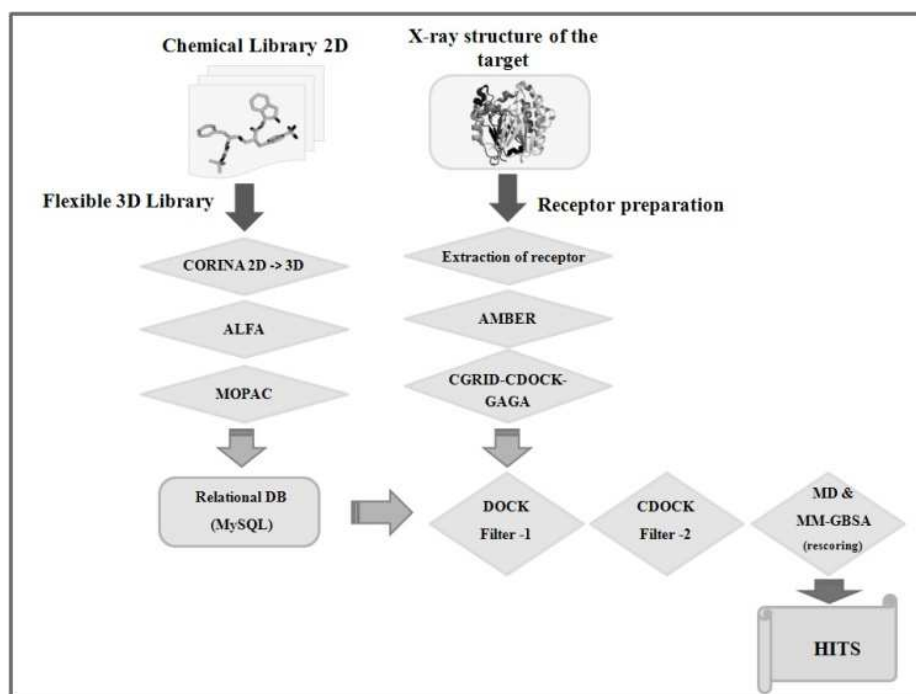 Chemical Library 2D
X-ray structure of the
target
Flexible 3D Library
Receptor preparation
CORINA 2D -> 3D
Extraction of receptor
ALFA
AMBER
MOPAC
CGRID-CDOCK-
GAGA
Relational DB
(MySQL)
DOCK
Filter -1
CDOCK
Filter -2
MD &
MM-GBSA
(rescoring)
HITS